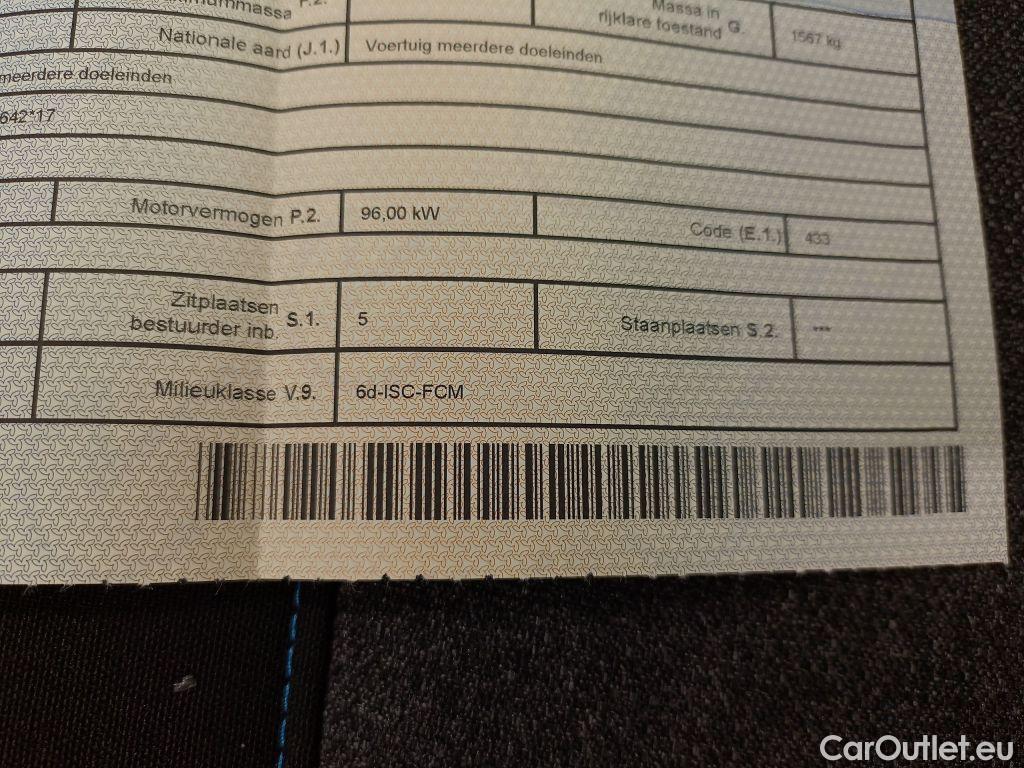 P.2.
Massa in
rijklare toestand G. 1567 kg
Nationale aard (J.1.) Voertuig meerdere doeleinden
meerdere doeleinden
642*17
Motorvermogen P.2. 96,00 kW Code (E.1.) 433
Zitplaatsen
bestuurder inb. S.1. 5 Staanplaatsen S.2. ***
Milieuklasse V.9. 6d-ISC-FCM
CarOutlet.eu